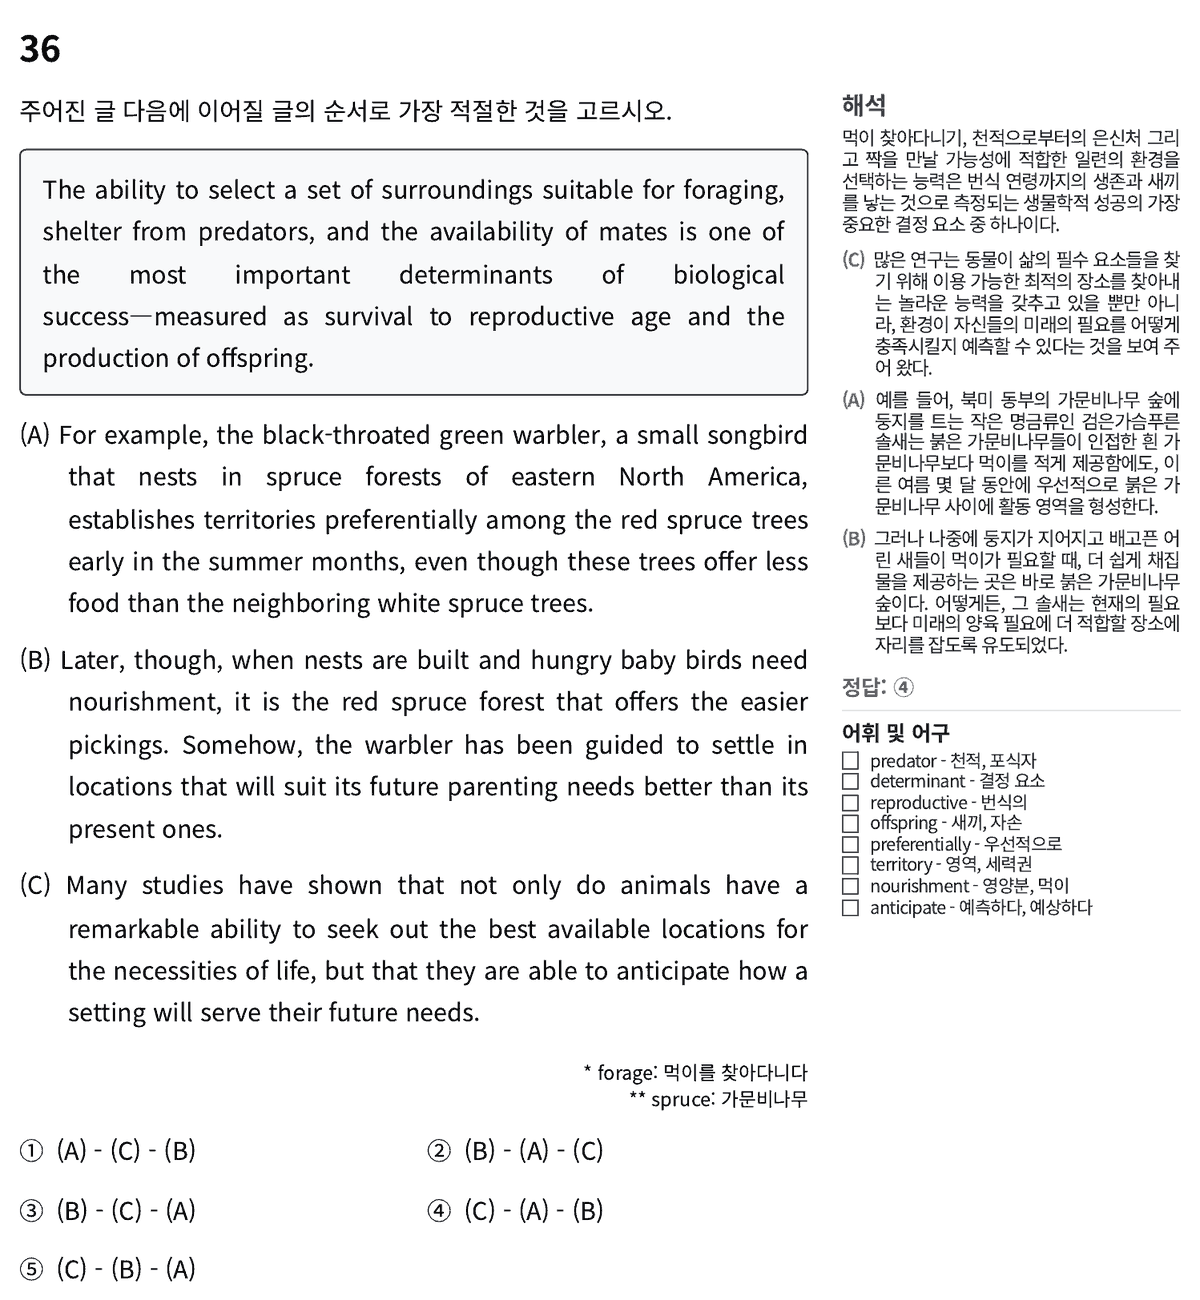 36
주어진 글 다음에 이어질 글의 순서로 가장 적절한 것을 고르시오.
The ability to select a set of surroundings suitable for foraging,
shelter from predators, and the availability of mates is one of
the most important determinants of biological
success—measured as survival to reproductive age and the
production of offspring.
(A) For example, the black-throated green warbler, a small songbird
that nests in spruce forests of eastern North America,
establishes territories preferentially among the red spruce trees
early in the summer months, even though these trees offer less
food than the neighboring white spruce trees.
(B) Later, though, when nests are built and hungry baby birds need
nourishment, it is the red spruce forest that offers the easier
pickings. Somehow, the warbler has been guided to settle in
locations that will suit its future parenting needs better than its
present ones.
(C) Many studies have shown that not only do animals have a
remarkable ability to seek out the best available locations for
the necessities of life, but that they are able to anticipate how a
setting will serve their future needs.
* forage: 먹이를 찾아다니다
** spruce: 가문비나무
① (A) - (C) - (B)
② (B) - (A) - (C)
③ (B) - (C) - (A)
④ (C) - (A) - (B)
⑤ (C) - (B) - (A)
해석
먹이 찾아다니기, 천적으로부터의 은신처 그리
고 짝을 만날 가능성에 적합한 일련의 환경을
선택하는 능력은 번식 연령까지의 생존과 새끼
를 낳는 것으로 측정되는 생물학적 성공의 가장
중요한 결정 요소 중 하나이다.
(C) 많은 연구는 동물이 삶의 필수 요소들을 찾
기 위해 이용 가능한 최적의 장소를 찾아내
는 놀라운 능력을 갖추고 있을 뿐만 아니
라, 환경이 자신들의 미래의 필요를 어떻게
충족시킬지 예측할 수 있다는 것을 보여 주
어 왔다.
(A) 예를 들어, 북미 동부의 가문비나무 숲에
둥지를 트는 작은 명금류인 검은가슴푸른
솔새는 붉은 가문비나무들이 인접한 흰 가
문비나무보다 먹이를 적게 제공함에도, 이
른 여름 몇 달 동안에 우선적으로 붉은 가
문비나무 사이에 활동 영역을 형성한다.
(B) 그러나 나중에 둥지가 지어지고 배고픈 어
린 새들이 먹이가 필요할 때, 더 쉽게 채집
물을 제공하는 곳은 바로 붉은 가문비나무
숲이다. 어떻게든, 그 솔새는 현재의 필요
보다 미래의 양육 필요에 더 적합할 장소에
자리를 잡도록 유도되었다.
정답: ④
어휘 및 어구
predator - 천적, 포식자
determinant - 결정 요소
reproductive - 번식의
offspring - 새끼, 자손
preferentially - 우선적으로
territory - 영역, 세력권
nourishment - 영양분, 먹이
anticipate - 예측하다, 예상하다